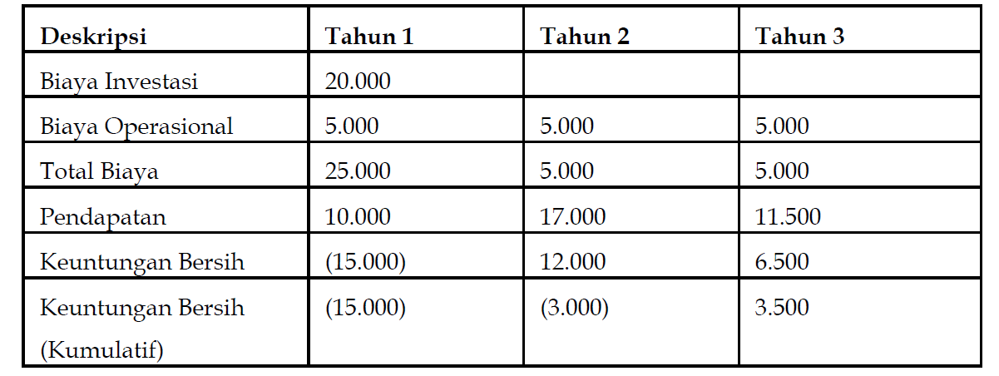 Deskripsi Tahun 1 Tahun 2 Tahun 3
Biaya Investasi 20.000
Biaya Operasional 5.000 5.000 5.000
Total Biaya 25.000 5.000 5.000
Pendapatan 10.000 17.000 11.500
Keuntungan Bersih (15.000) 12.000 6.500
Keuntungan Bersih (15.000) (3.000) 3.500
(Kumulatif)